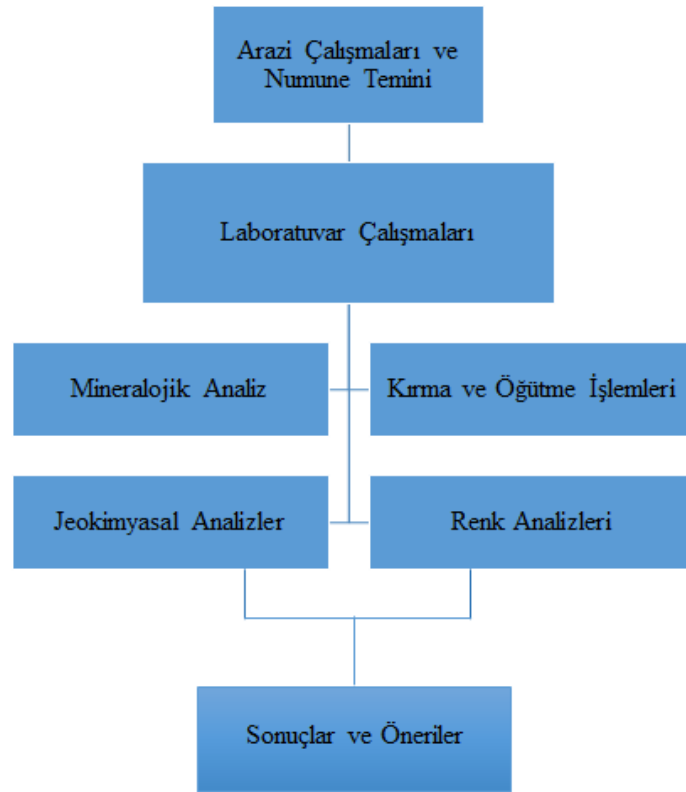 Arazi Çalışmaları ve
Numune Temini
Laboratuvar Çalışmaları
Mineralojik Analiz
Kırma ve Öğütme İşlemleri
Jeokimyasal Analizler
Renk Analizleri
Sonuçlar ve Öneriler